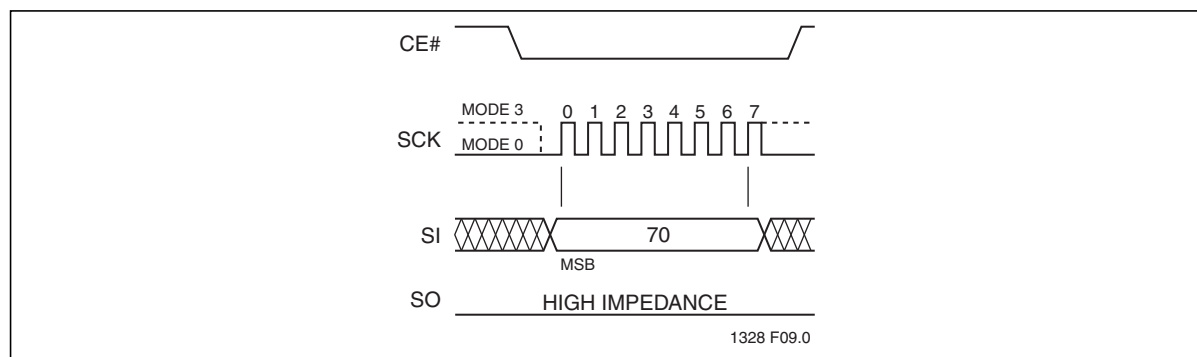 CE#
MODE 3
0 1 2 3 4 5 6 7
SCK
MODE 0
SI
70
MSB
SO
HIGH IMPEDANCE
1328 F09.0